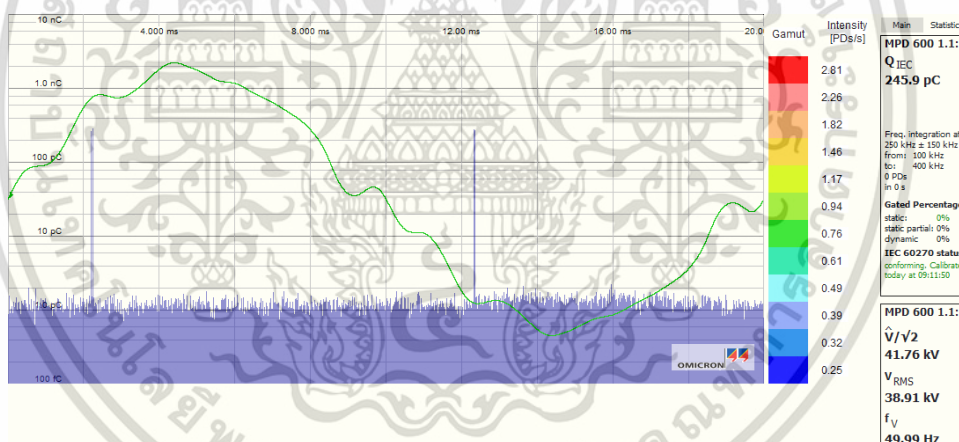 10 nC
4.000 ms
8.000 ms
12.00 ms
16.00 ms
20.0
1.0 nC
100 pC
10 pC
1.0 pC
100 fC
OMICRON
Gamut
Intensity
[PDs/s]
2.81
2.26
1.82
1.46
1.17
0.94
0.76
0.61
0.49
0.39
0.32
0.25
Main Statistic
MPD 600 1.1:
Q IEC
245.9 pC
Freq. integration at
250 kHz ± 150 kHz
from: 100 kHz
to: 400 kHz
0 PDs
in 0 s
Gated Percentage
static: 0%
static partial: 0%
dynamic 0%
IEC 60270 statu
conforming. Calibrate
today at 09:11:50
MPD 600 1.1:
V̂/√2
41.76 kV
V RMS
38.91 kV
f V
49.99 Hz